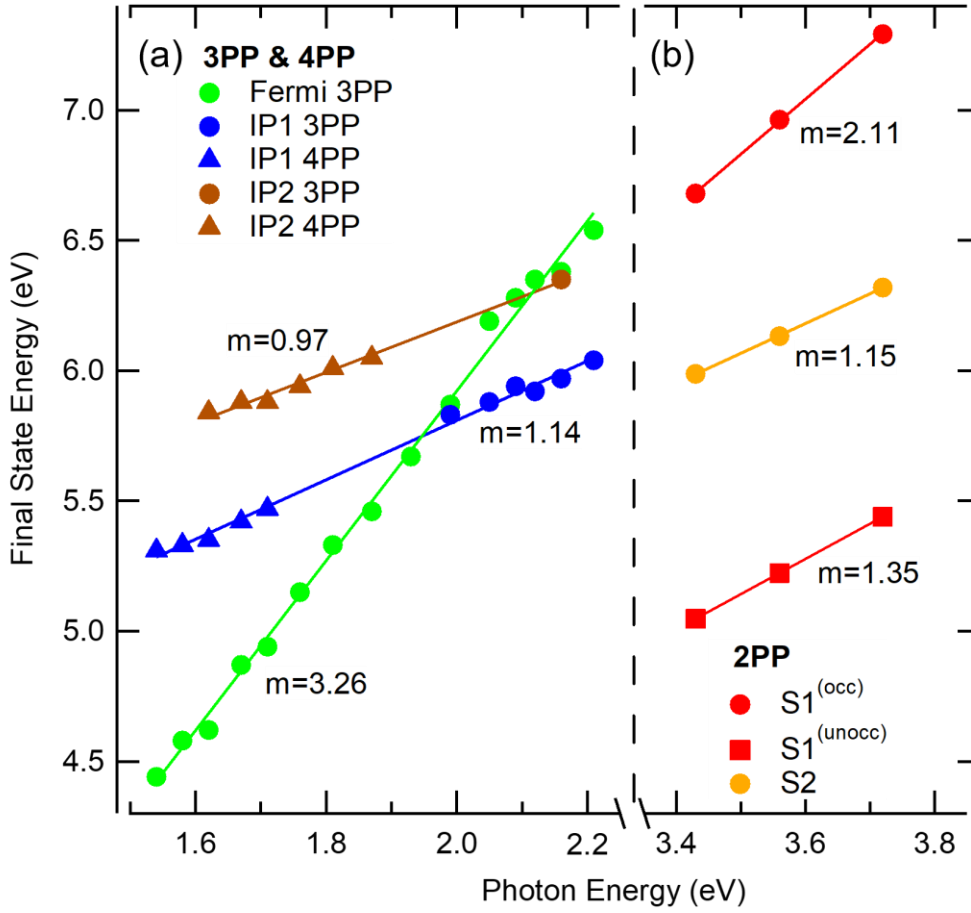 (a)
3PP & 4PP
Fermi 3PP
IP1 3PP
IP1 4PP
IP2 3PP
IP2 4PP
m=0.97
m=1.14
m=3.26
(b)
m=2.11
m=1.15
m=1.35
2PP
S1(occ)
S1(unocc)
S2
7.0
6.5
6.0
5.5
5.0
4.5
Final State Energy (eV)
1.6 1.8 2.0 2.2 3.4 3.6 3.8
Photon Energy (eV)